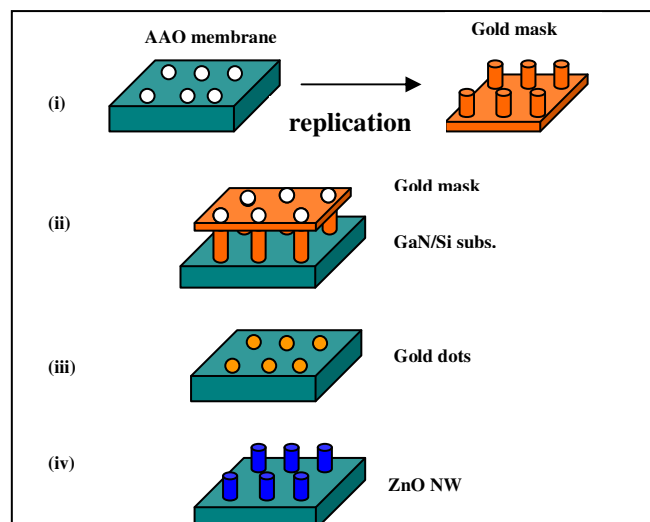 AAO membrane
Gold mask
(i)
replication
Gold mask
(ii)
GaN/Si subs.
Gold dots
(iii)
(iv)
ZnO NW